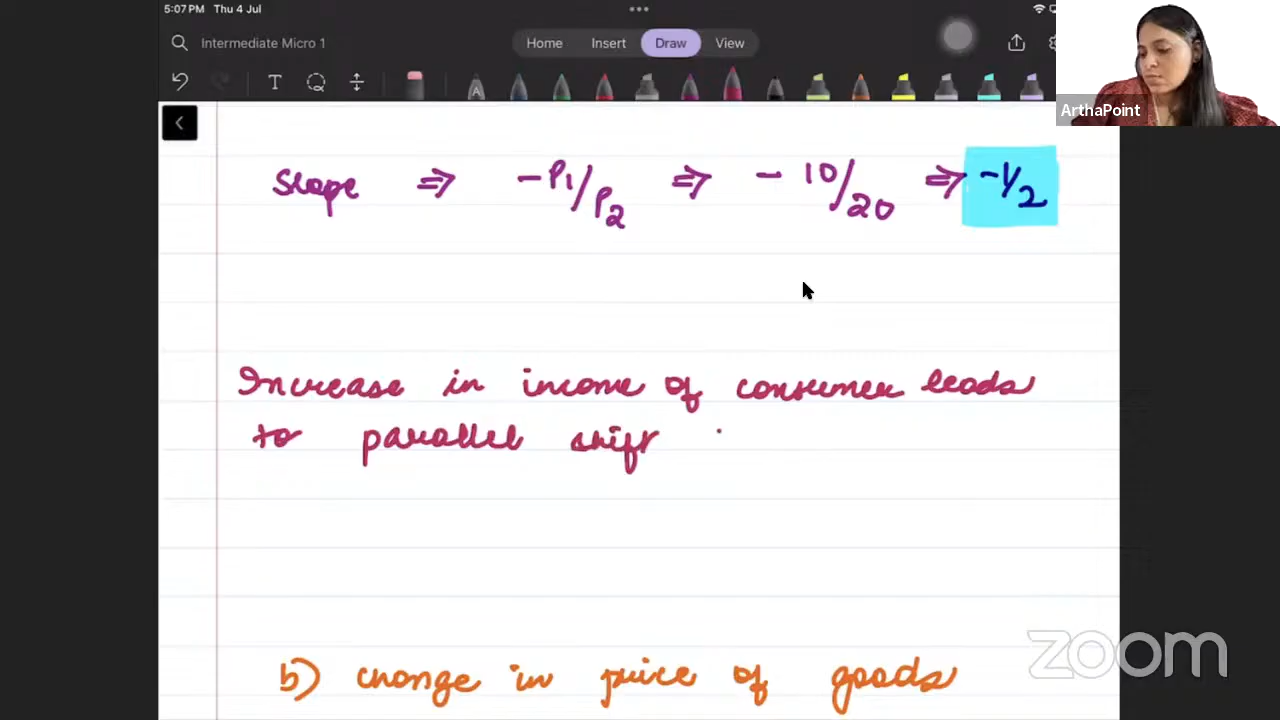 5:07 PM Thu 4 Jul
Intermediate Micro 1
Home Insert Draw View
T A
ArthaPoint
Slope ⇒ -P1/P2 ⇒ - 10/20 ⇒ -1/2
Increase in income of consumer leads
to parallel shift
zoom
b) change in price of goods